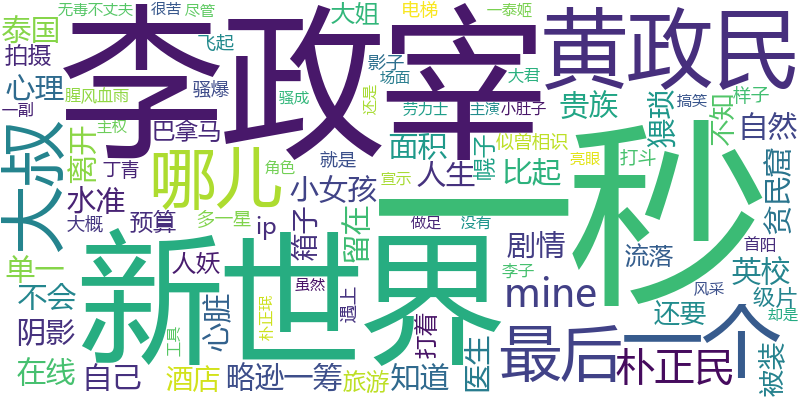 无毒不丈夫
很苦
尽管
大姐
电梯
一泰姬
泰国
李政宰
黄政民
飞起
影子
场面
大君
拍摄
心理
骚爆
骚成
还是
劳力士
主演
小肚子
搞笑
样子
一副
腥风血雨
主权
巴拿马
贵族
猥琐
不知
自然
大叔
离开
丁青
哪儿
就是
角色
面积
幌子
似曾相识
亮眼
打斗
水准
小女孩
人生
比起
贫民窟
大概
预算
多一星
ip
箱子
留在
宣示
做足
没有
剧情
流落
首阳
单一
人妖
新世界
一秒
李子
mine
英校
级片
不会
心脏
虽然
遇上
风采
却是
阴影
朴正珉
打着
还要
在线
自己
工具
酒店
略逊一筹
旅游
知道
医生
最后一个
朴正民
被装